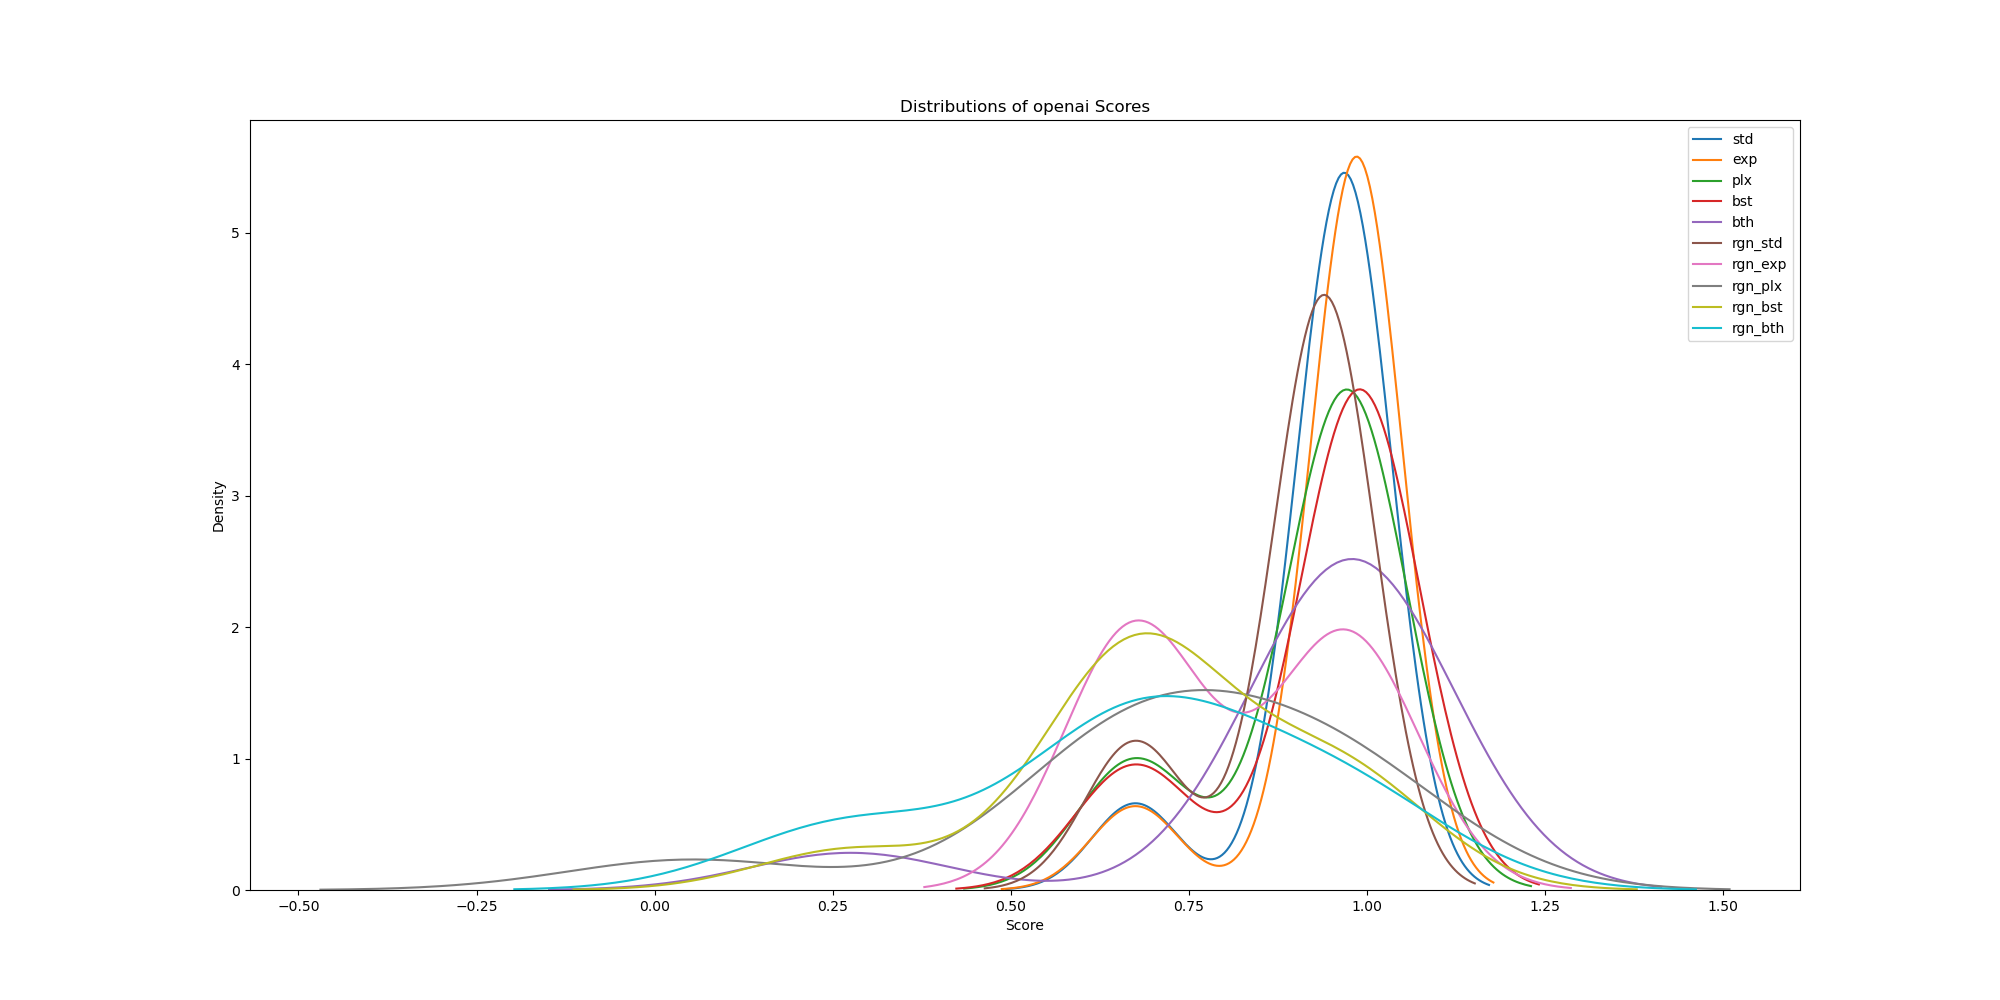 Distributions of openai Scores
std
exp
plx
bst
bth
rgn_std
rgn_exp
rgn_plx
rgn_bst
rgn_bth
Density
5
4
3
2
1
0
−0.50 −0.25 0.00 0.25 0.50 0.75 1.00 1.25 1.50
Score